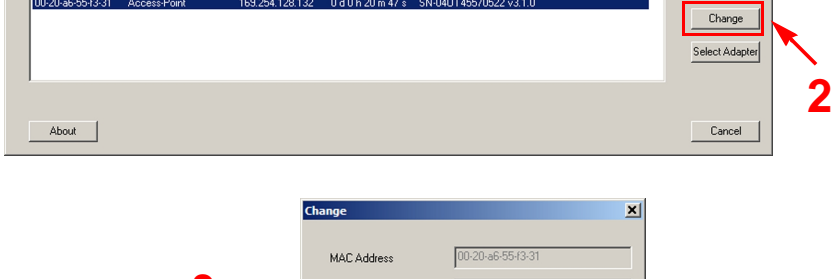 00-20-a6-55-f3-31 Access-Point 169.254.128.132 0 d 0 h 20 m 47 s SN-04UT45570522 v3.1.0
Change
Select Adapter
2
About
Cancel
Change
MAC Address
00-20-a6-55-f3-31